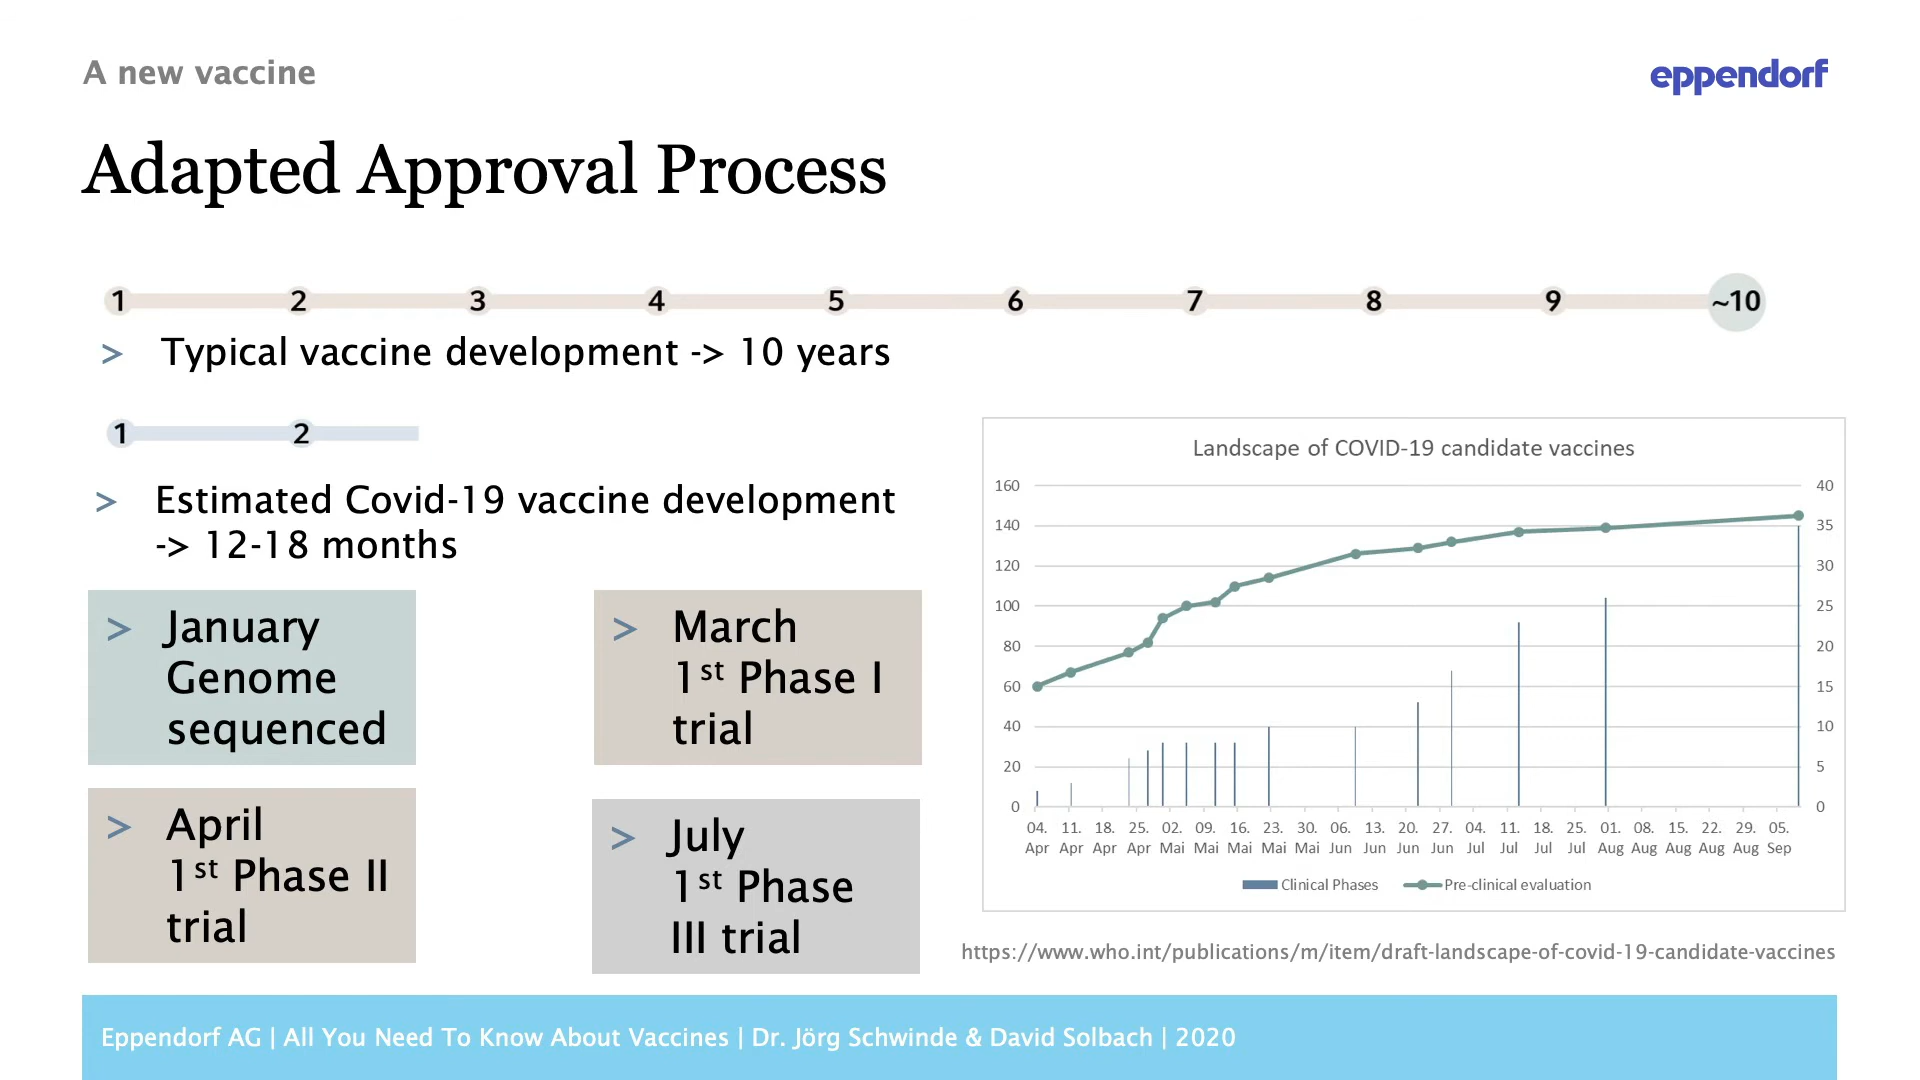 A new vaccine
eppendorf
Adapted Approval Process
1 2 3 4 5 6 7 8 9 ~10
> Typical vaccine development -> 10 years
1 2
> Estimated Covid-19 vaccine development
-> 12-18 months
> January
Genome
sequenced
> March
1st Phase I
trial
> April
1st Phase II
trial
> July
1st Phase
III trial
Landscape of COVID-19 candidate vaccines
160 40
140 35
120 30
100 25
80 20
60 15
40 10
20 5
0 0
04. 11. 18. 25. 02. 09. 16. 23. 30. 06. 13. 20. 27. 04. 11. 18. 25. 01. 08. 15. 22. 29. 05.
Apr Apr Apr Apr Mai Mai Mai Mai Mai Jun Jun Jun Jun Jul Jul Jul Jul Aug Aug Aug Aug Aug Sep
Clinical Phases Pre-clinical evaluation
https://www.who.int/publications/m/item/draft-landscape-of-covid-19-candidate-vaccines
Eppendorf AG | All You Need To Know About Vaccines | Dr. Jörg Schwinde & David Solbach | 2020